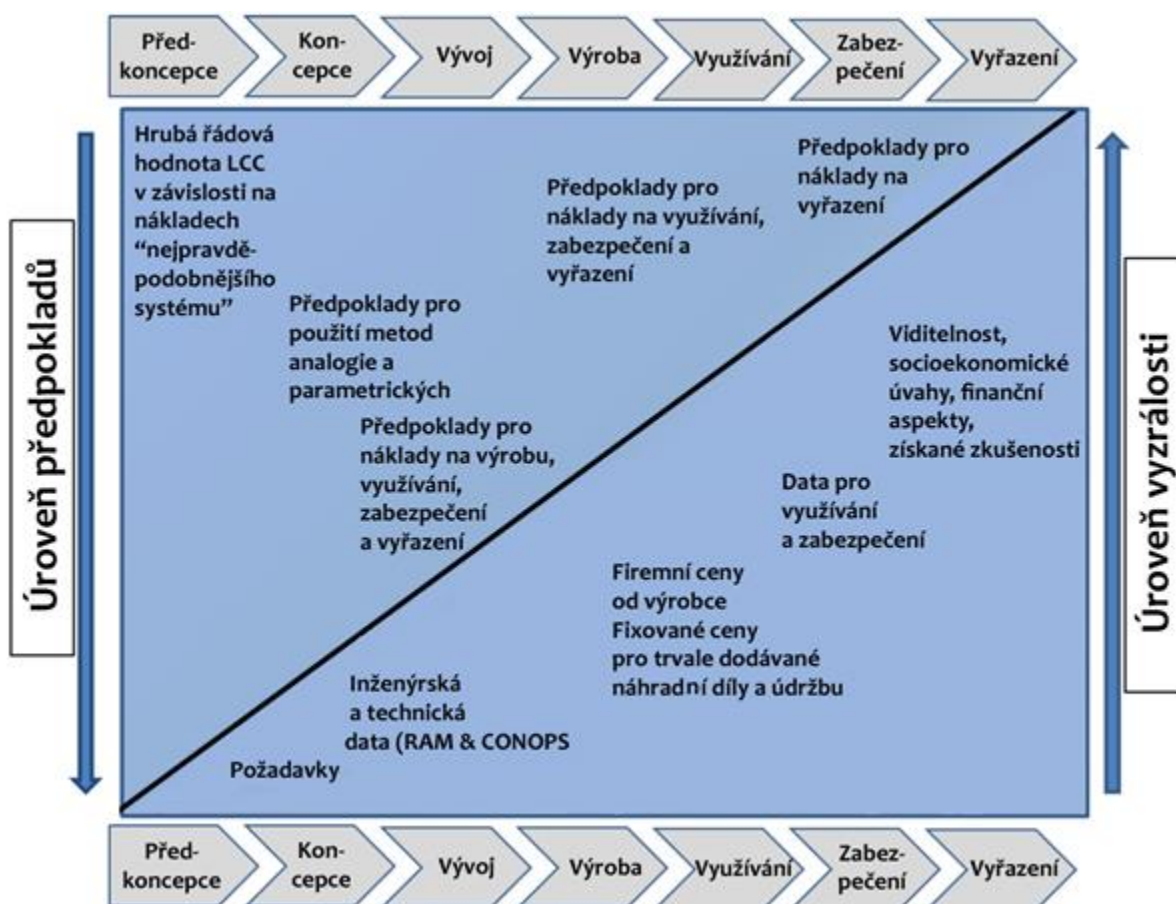 Před-
koncepce
Kon-
cepce
Vývoj
Výroba
Využívání
Zabez-
pečení
Vyřazení
Úroveň předpokladů
Hrubá řádová
hodnota LCC
v závislosti na
nákladech
“nejpravdě-
podobnějšího
systému”
Předpoklady pro
použití metod
analogie a
parametrických
Předpoklady pro
náklady na výrobu,
využívání,
zabezpečení
a vyřazení
Předpoklady pro
náklady na využívání,
zabezpečení a
vyřazení
Předpoklady pro
náklady na
vyřazení
Viditelnost,
socioekonomické
úvahy, finanční
aspekty,
získané zkušenosti
Data pro
využívání
a zabezpečení
Firemní ceny
od výrobce
Fixované ceny
pro trvale dodávané
náhradní díly a údržbu
Inženýrská
a technická
data (RAM & CONOPS
Požadavky
Úroveň vyzrálosti
Před-
koncepce
Kon-
cepce
Vývoj
Výroba
Využívání
Zabez-
pečení
Vyřazení